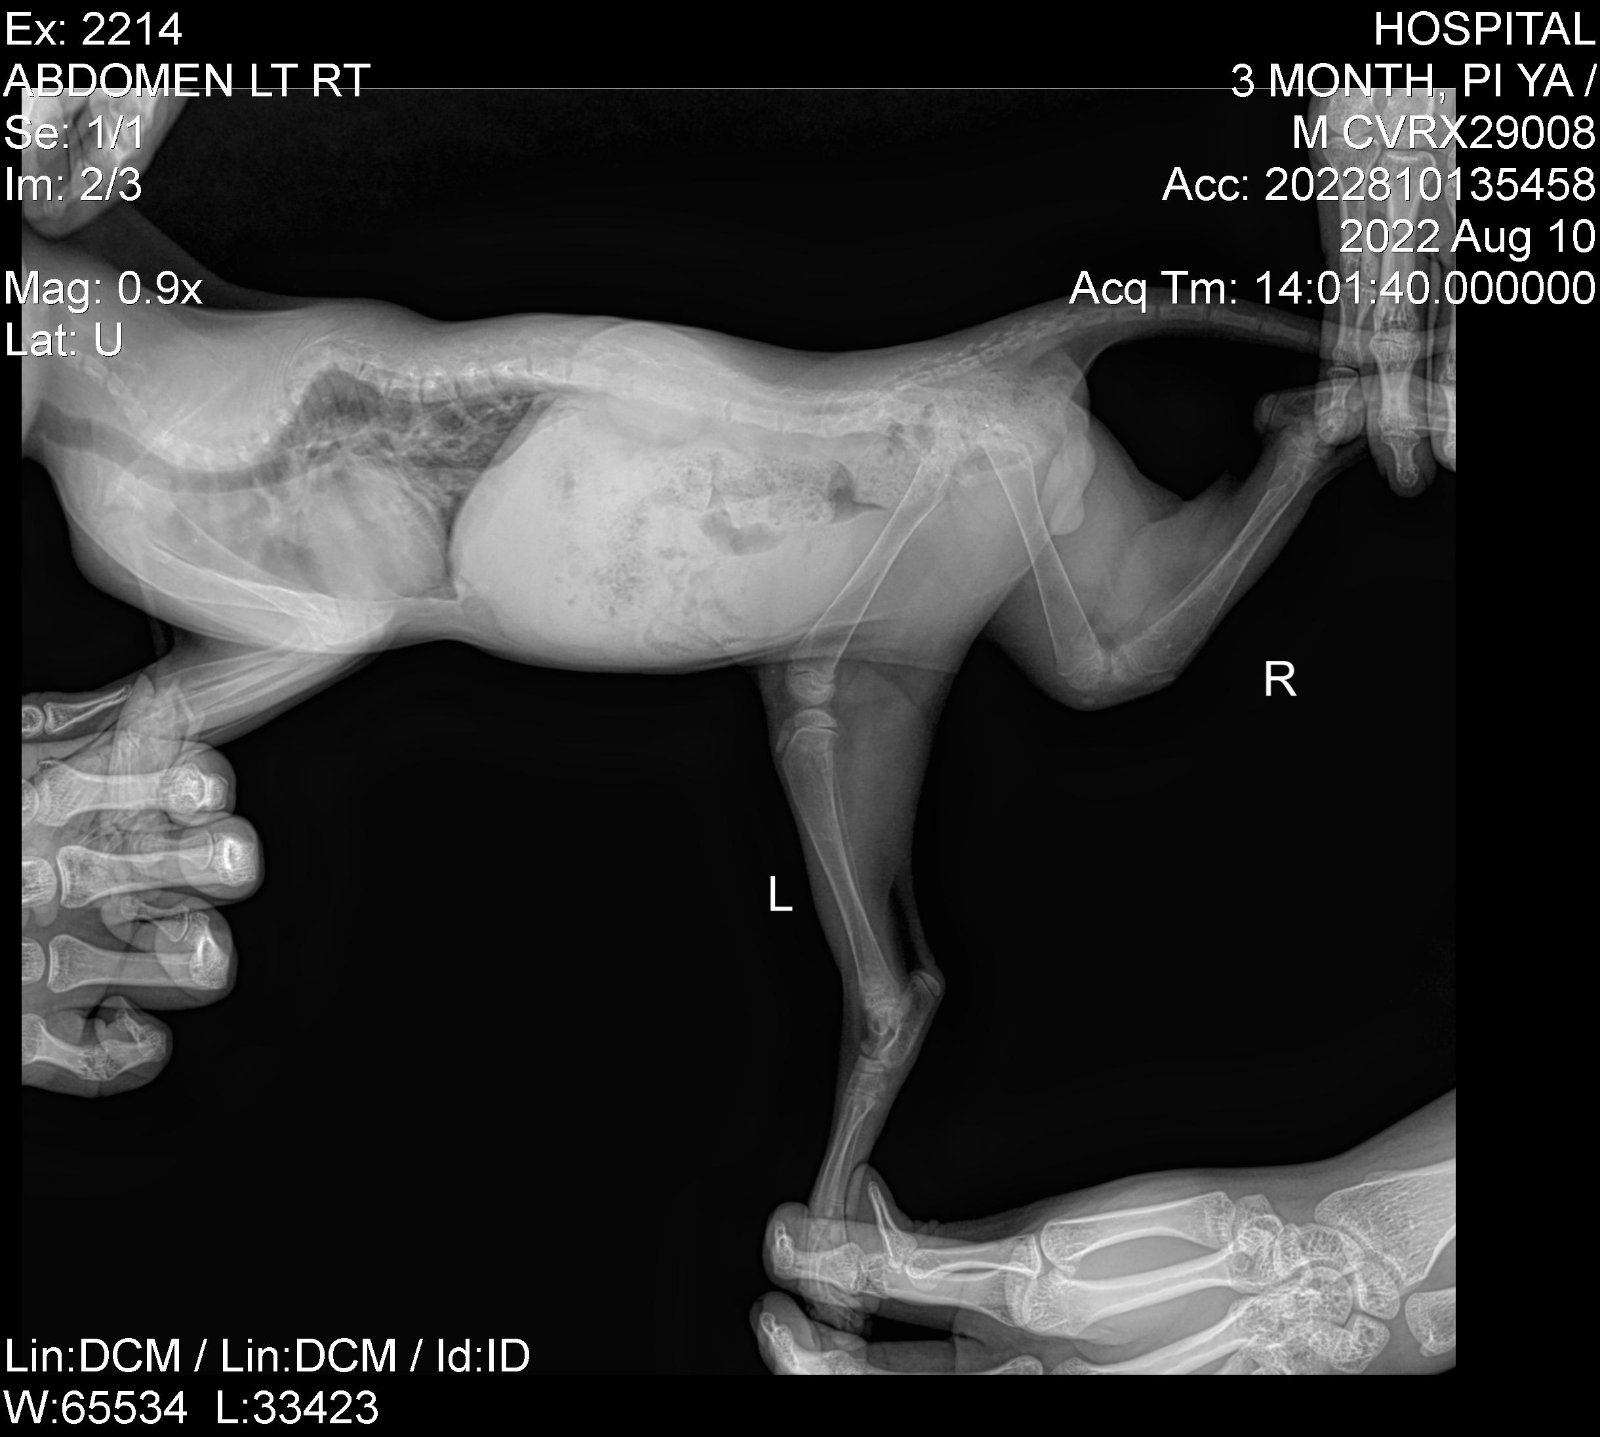 Ex: 2214
ABDOMEN LT RT
Se: 1/1
Im: 2/3
Mag: 0.9x
Lat: U
HOSPITAL
3 MONTH, PI YA /
M CVRX29008
Acc: 2022810135458
2022 Aug 10
Acq Tm: 14:01:40.000000
R
L
Lin:DCM / Lin:DCM / Id:ID
W:65534 L:33423